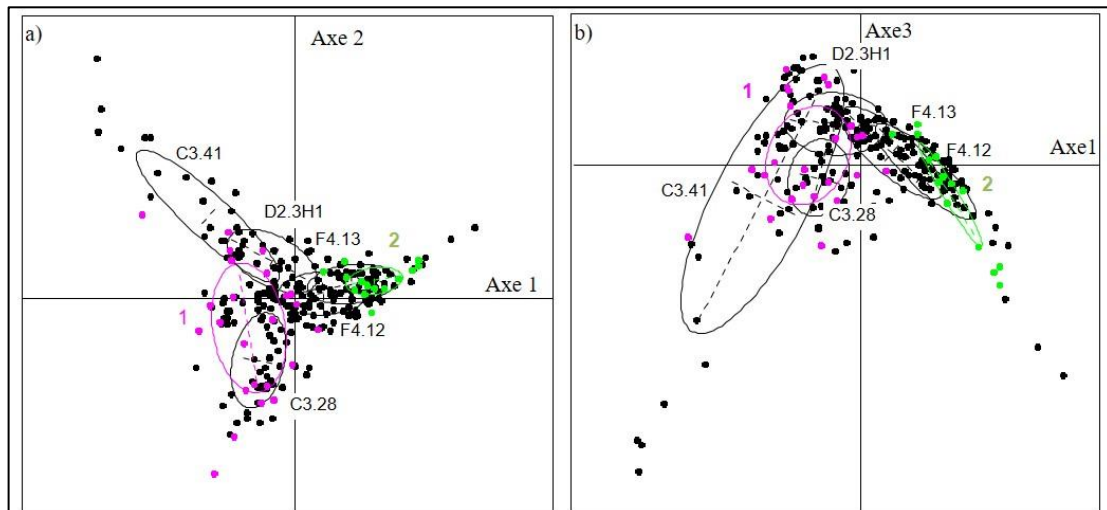 a)
Axe 2
C3.41
D2.3H1
F4.13
2
Axe 1
1
F4.12
C3.28
b)
Axe3
D2.3H1
1
F4.13
F4.12
Axe1
2
C3.41
C3.28